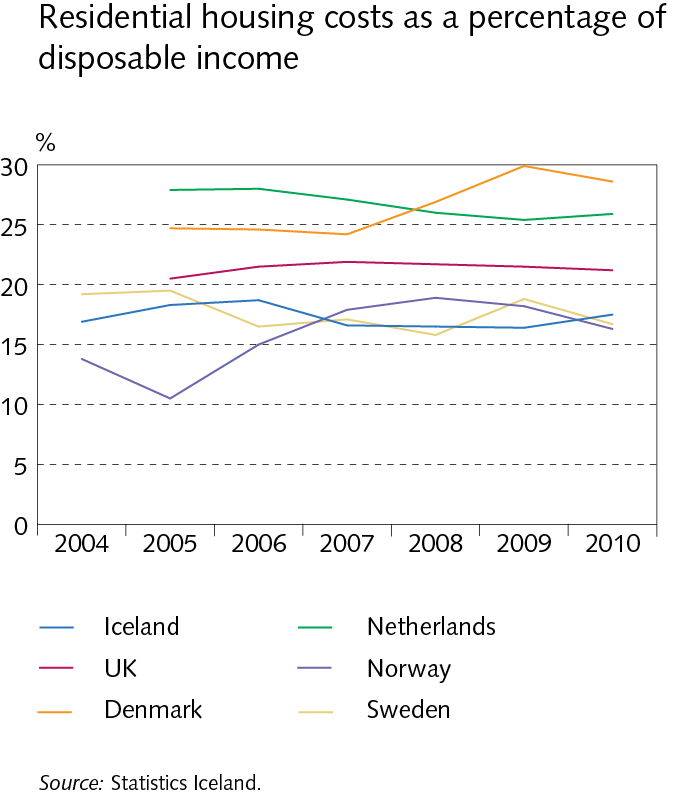 Residential housing costs as a percentage of
disposable income
%
30
25
20
15
10
5
0
2004 2005 2006 2007 2008 2009 2010
Iceland Netherlands
UK Norway
Denmark Sweden
Source: Statistics Iceland.